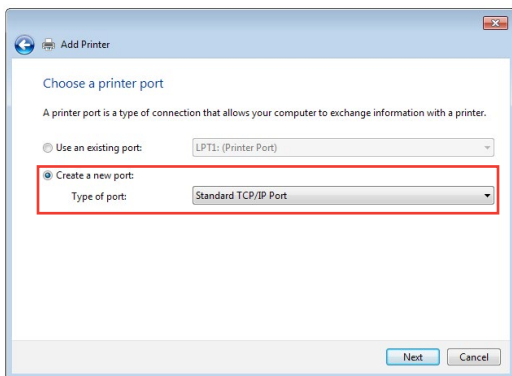 Add Printer
Choose a printer port
A printer port is a type of connection that allows your computer to exchange information with a printer.
Use an existing port: LPT1: (Printer Port)
Create a new port:
Type of port: Standard TCP/IP Port
Next Cancel